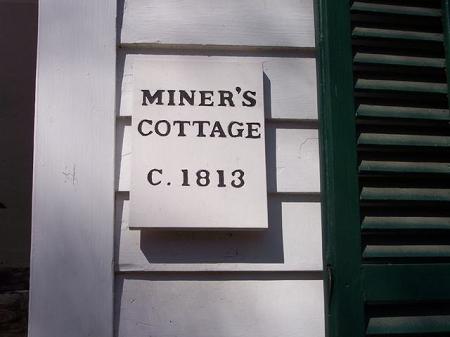 MINER'S
COTTAGE
C. 1813